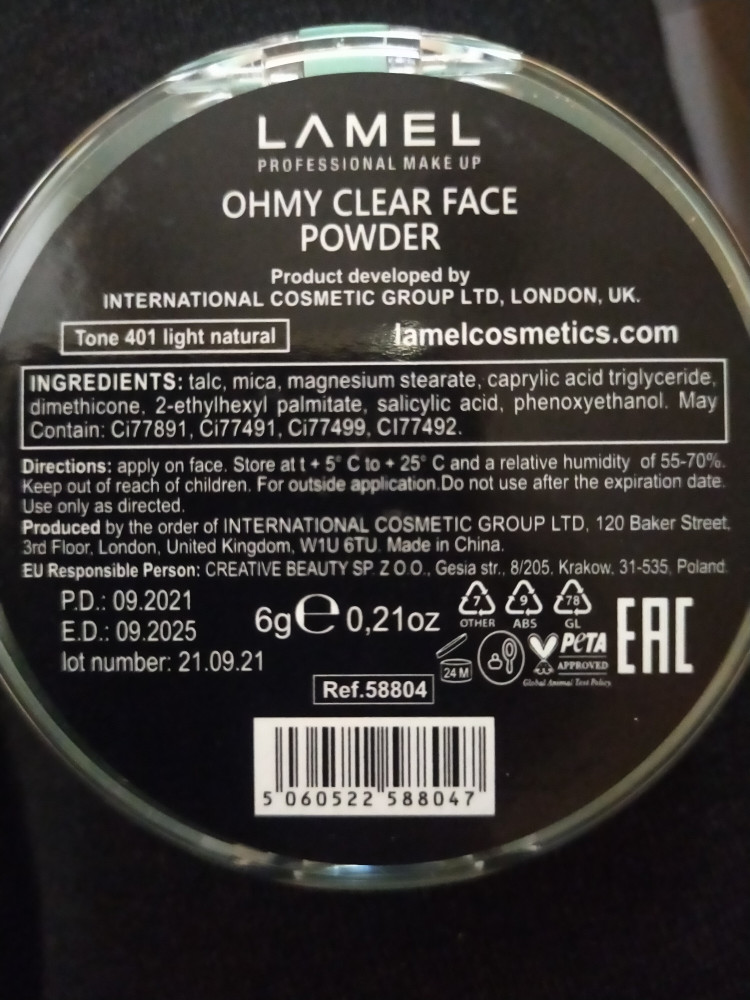 LAMEL
PROFESSIONAL MAKE UP
OHMY CLEAR FACE
POWDER
Product developed by
INTERNATIONAL COSMETIC GROUP LTD, LONDON, UK.
Tone 401 light natural
lamelcosmetics.com
INGREDIENTS: talc, mica, magnesium stearate, caprylic acid triglyceride,
dimethicone, 2-ethylhexyl palmitate, salicylic acid, phenoxyethanol. May
Contain: Ci77891, Ci77491, Ci77499, CI77492.
Directions: apply on face. Store at t + 5° C to + 25° C and a relative humidity of 55-70%.
Keep out of reach of children. For outside application.Do not use after the expiration date.
Use only as directed.
Produced by the order of INTERNATIONAL COSMETIC GROUP LTD, 120 Baker Street,
3rd Floor, London, United Kingdom, W1U 6TU. Made in China.
EU Responsible Person: CREATIVE BEAUTY SP. Z O.O., Gesia str., 8/205, Krakow, 31-535, Poland.
P.D.: 09.2021
E.D.: 09.2025
lot number: 21.09.21
6g e 0,21oz
7 9 78
OTHER ABS GL
24 M
PeTA
APPROVED
Global Animal Test Policy
EAC
Ref.58804
5 060522 588047